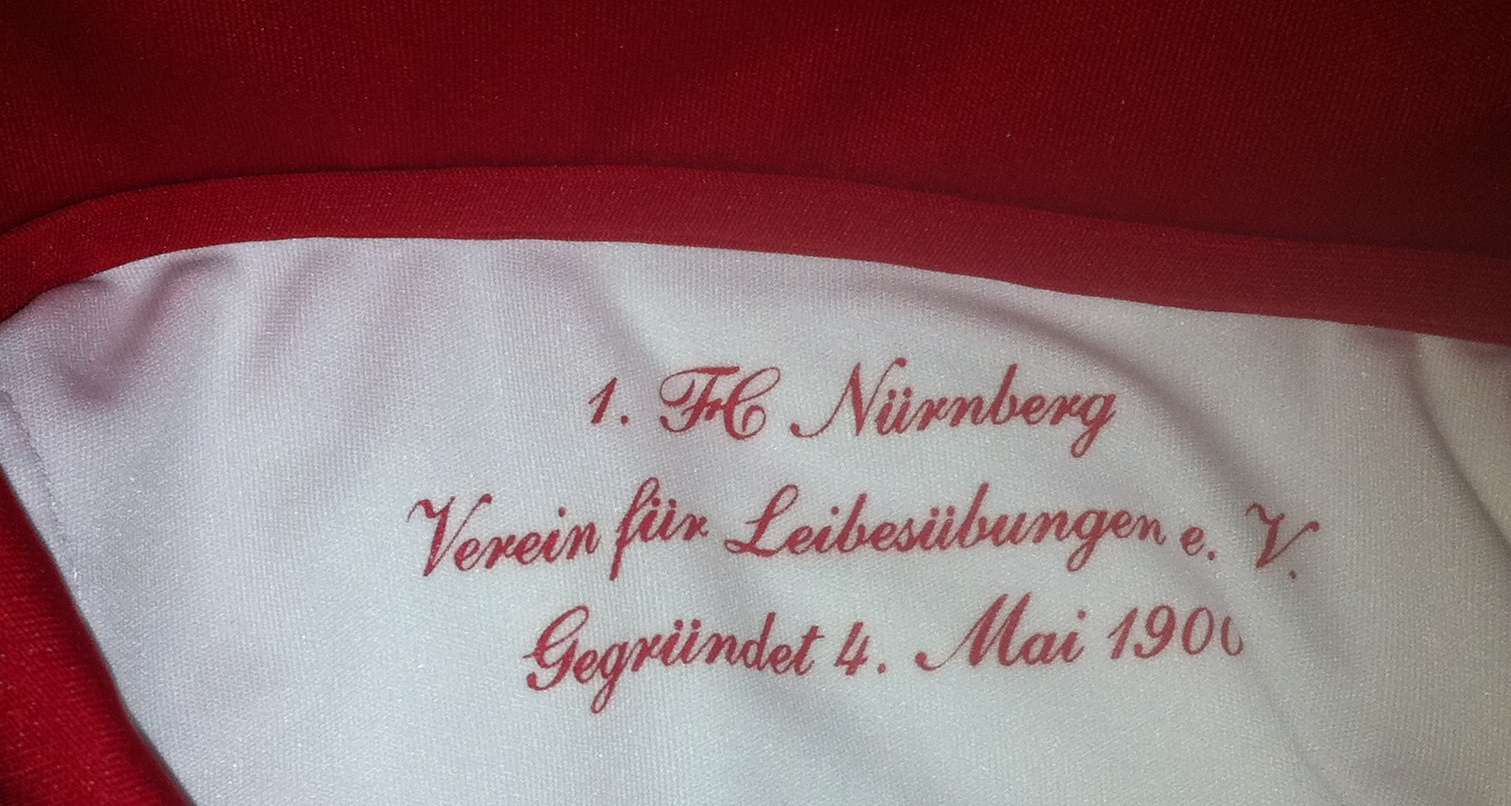 1. FC Nürnberg
Verein für Leibesübungen e. V.
Gegründet 4. Mai 1900